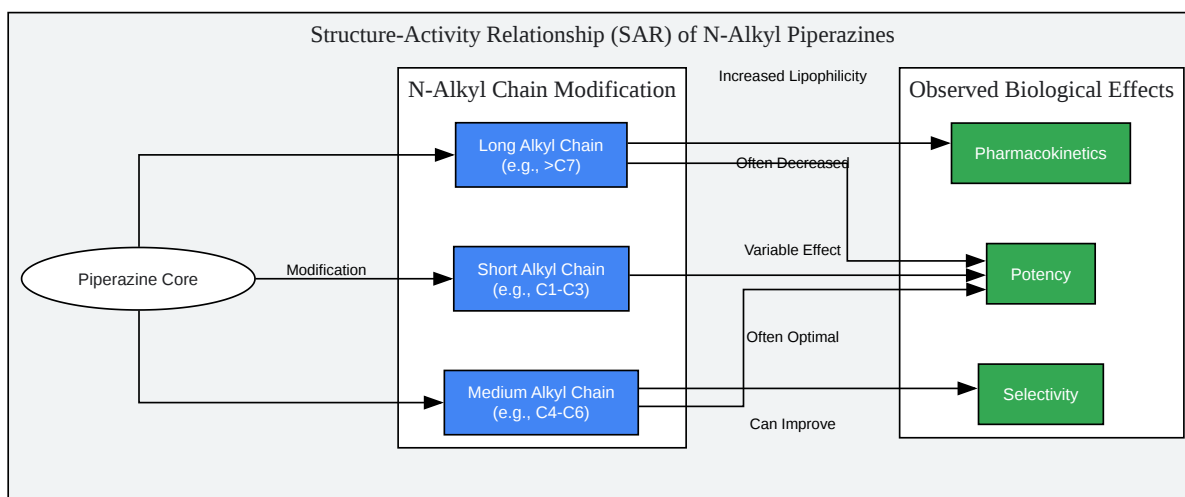 Structure-Activity Relationship (SAR) of N-Alkyl Piperazines
N-Alkyl Chain Modification
Increased Lipophilicity
Observed Biological Effects
Long Alkyl Chain
(e.g., >C7)
Pharmacokinetics
Often Decreased
Piperazine Core
Modification
Short Alkyl Chain
(e.g., C1-C3)
Variable Effect
Potency
Often Optimal
Medium Alkyl Chain
(e.g., C4-C6)
Selectivity
Can Improve